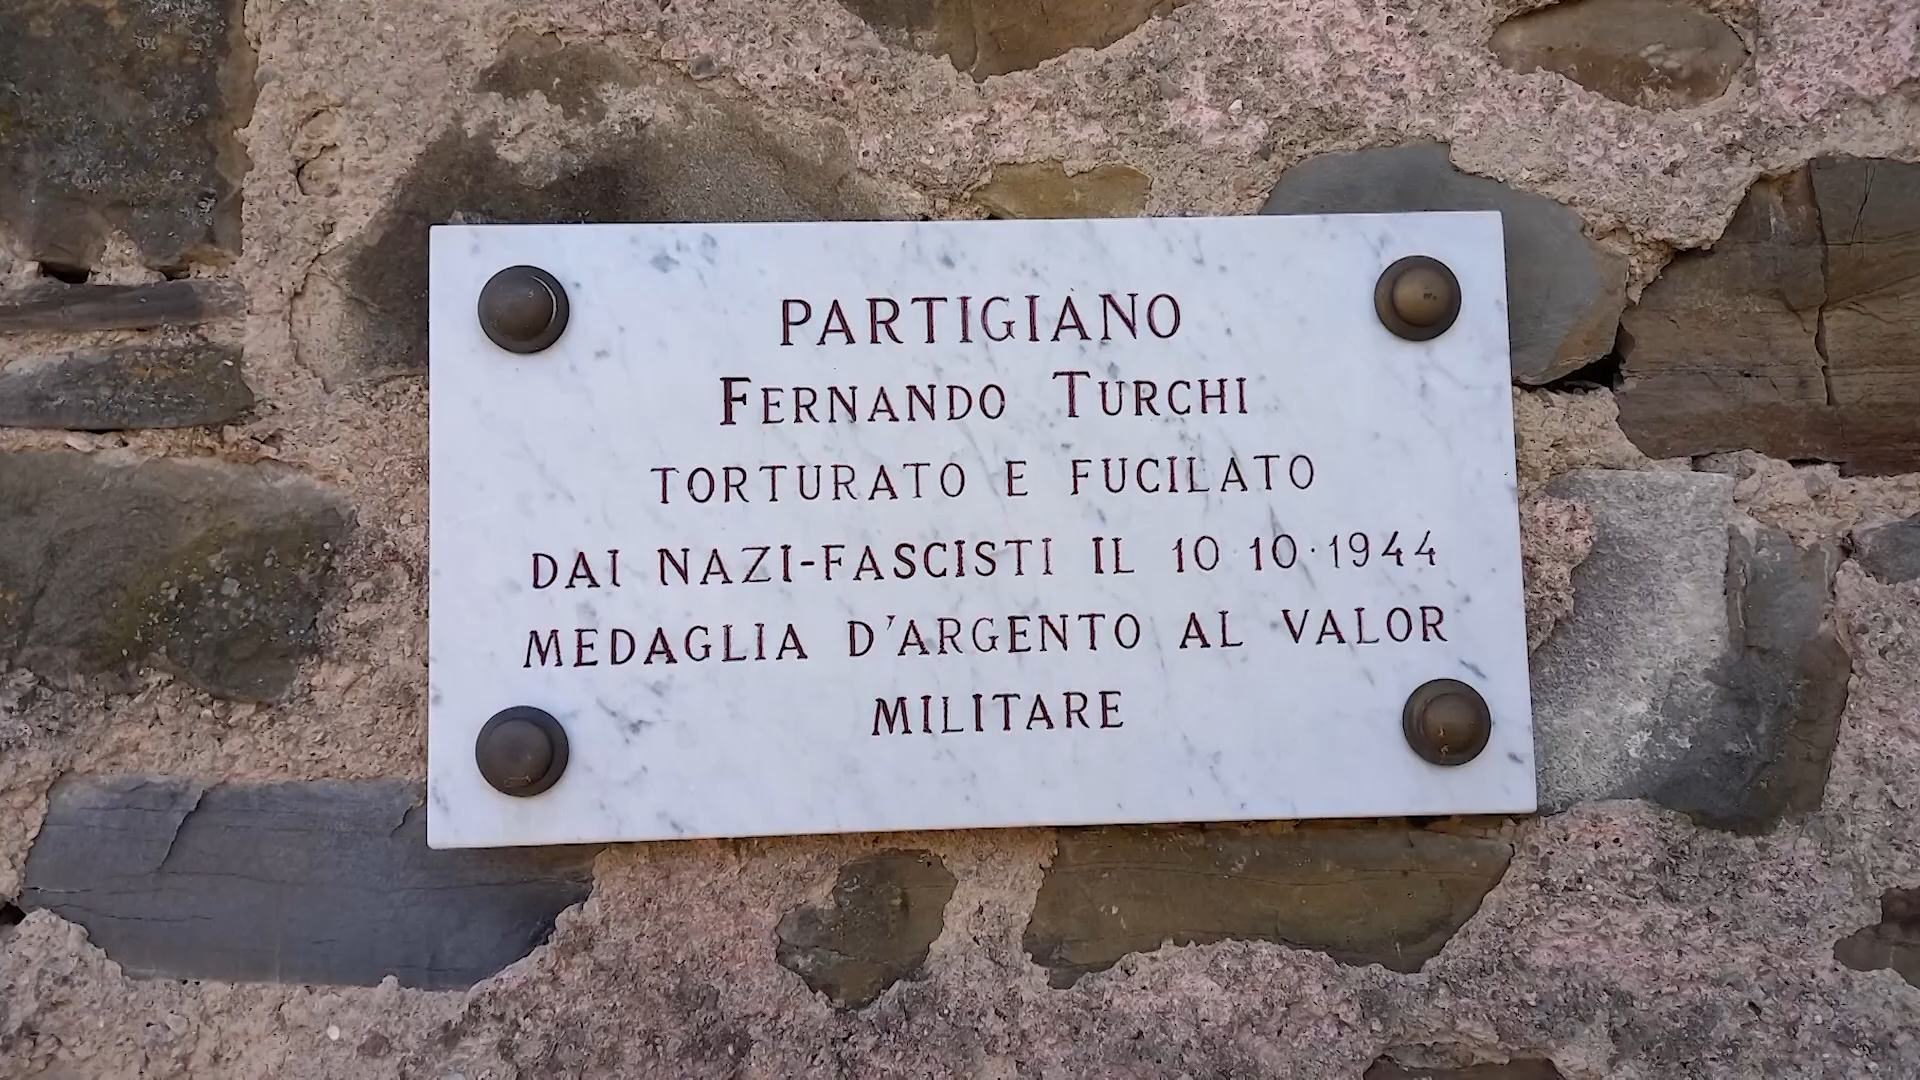 PARTIGIANO
FERNANDO TURCHI
TORTURATO E FUCILATO
DAI NAZI-FASCISTI IL 10·10·1944
MEDAGLIA D'ARGENTO AL VALOR
MILITARE